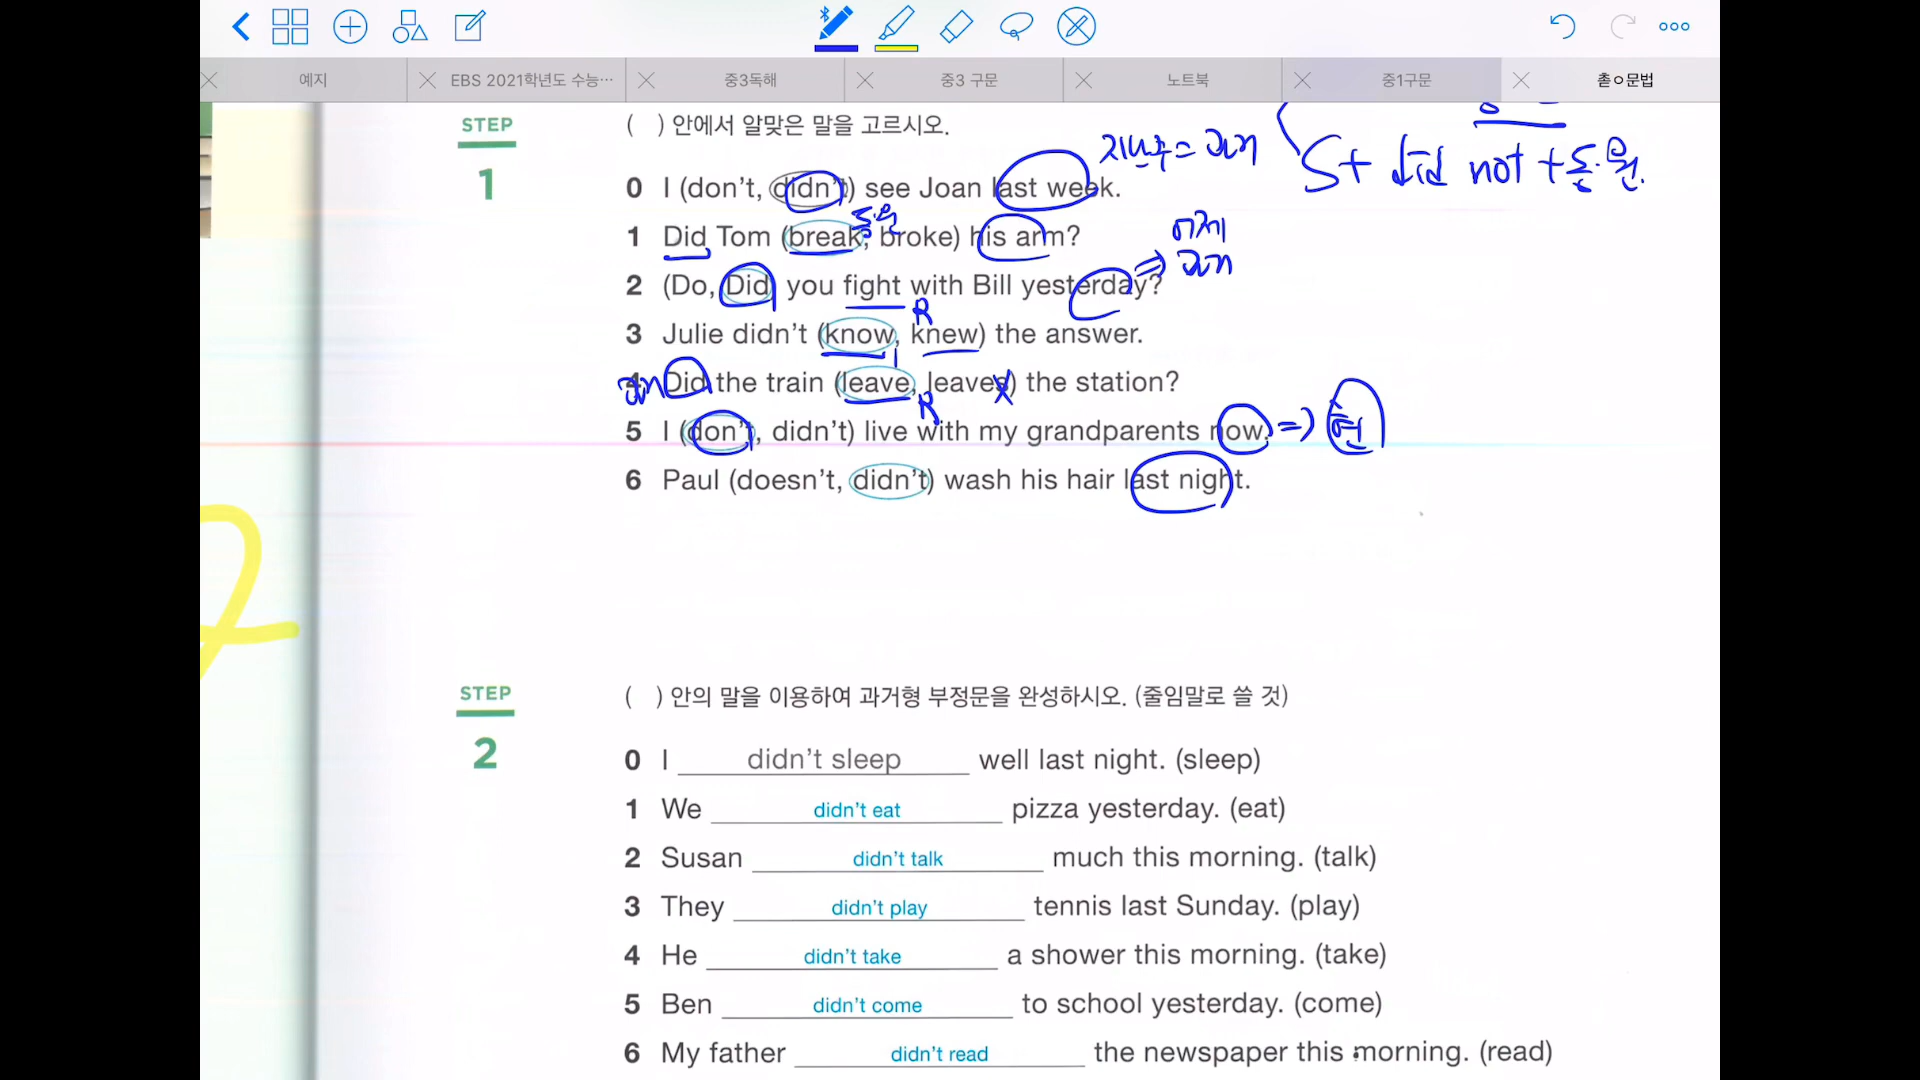 예지
EBS 2021학년도 수능…
중3독해
중3 구문
노트북
중1구문
촏ㅇ문법
STEP 1
( ) 안에서 알맞은 말을 고르시오.
지난주 = 과거
S+ did not + 동.원.
0 I (don't, didn't) see Joan last week.
동.원
1 Did Tom (break, broke) his arm?
어제
과거
2 (Do, Did) you fight with Bill yesterday? ⇒
R
3 Julie didn't (know, knew) the answer.
과거
4 Did the train (leave, leaves) the station?
R
5 I (don't, didn't) live with my grandparents now. ⇒ 현
6 Paul (doesn't, didn't) wash his hair last night.
STEP 2
( ) 안의 말을 이용하여 과거형 부정문을 완성하시오. (줄임말로 쓸 것)
0 I didn't sleep well last night. (sleep)
1 We didn't eat pizza yesterday. (eat)
2 Susan didn't talk much this morning. (talk)
3 They didn't play tennis last Sunday. (play)
4 He didn't take a shower this morning. (take)
5 Ben didn't come to school yesterday. (come)
6 My father didn't read the newspaper this morning. (read)